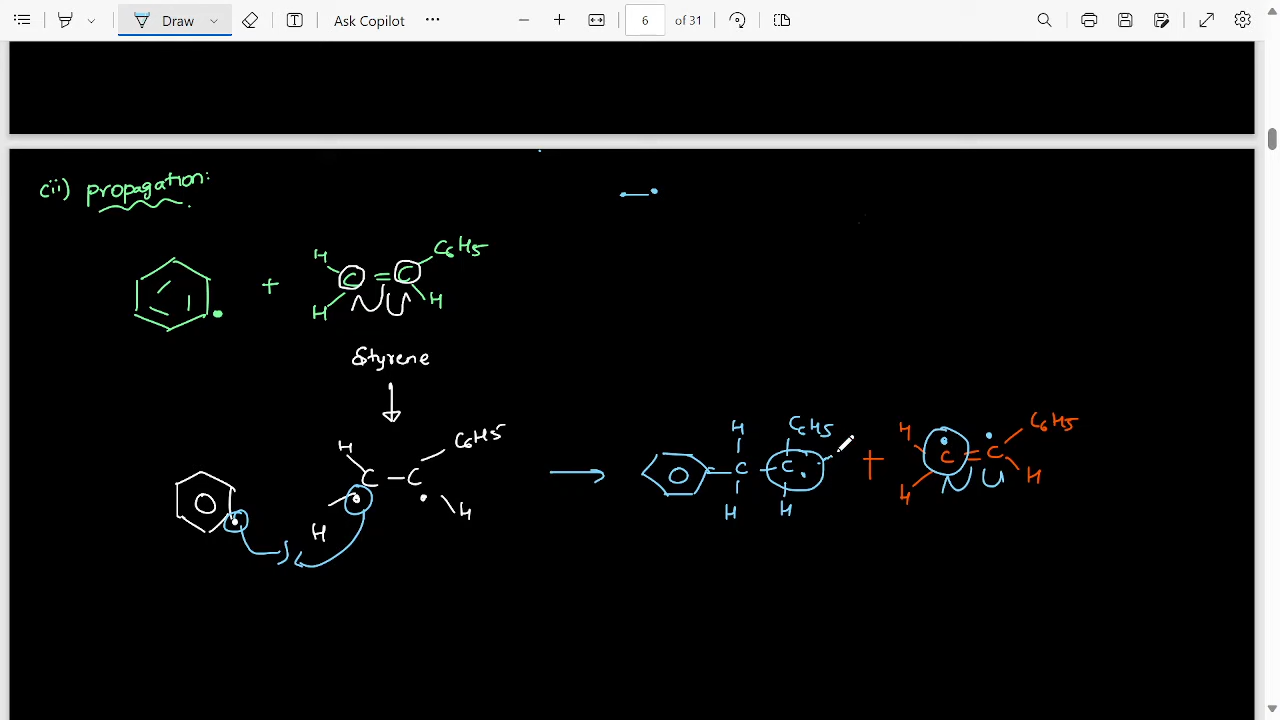 Draw
Ask Copilot
6 of 31
(ii) propagation:
+
H
C = C
C6H5
H
H
Styrene
H
C - C
C6H5
H
H
H
C6H5
C - C
H
H
+
H
C = C
C6H5
H
H